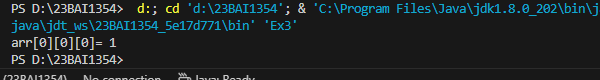 PS D:\23BAI1354>  d:; cd 'd:\23BAI1354'; & 'C:\Program Files\Java\jdk1.8.0_202\bin\j
java\jdt_ws\23BAI1354_5e17d771\bin' 'Ex3'
arr[0][0][0]= 1
PS D:\23BAI1354>
(23BAI1354) No connection Java: Ready